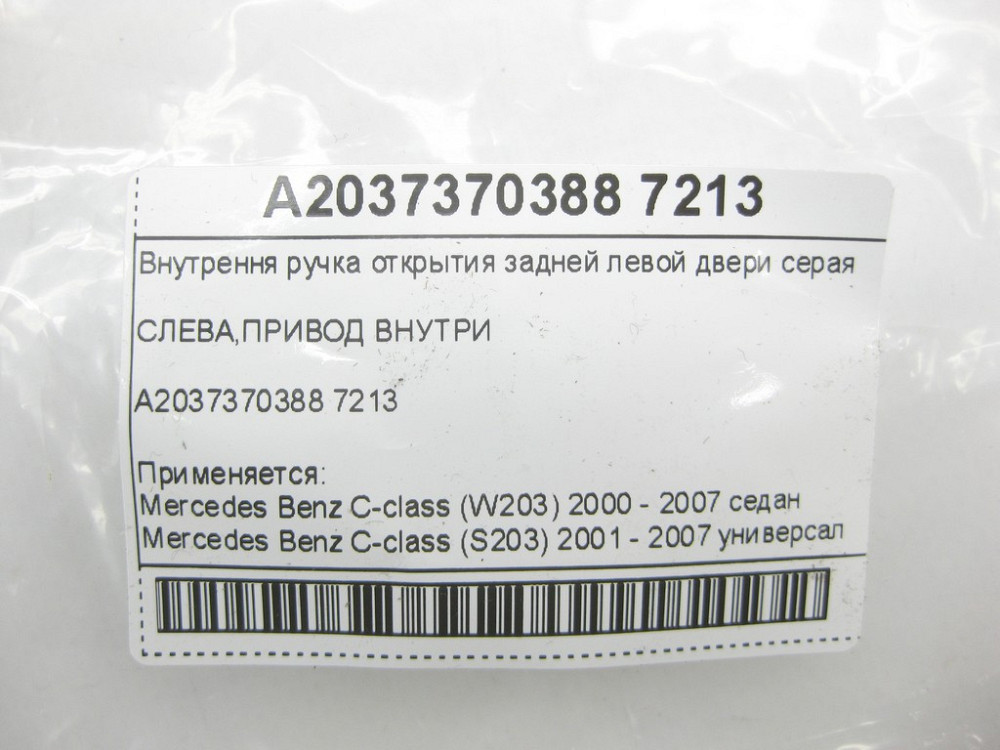 A2037370388 7213
Внутрення ручка открытия задней левой двери серая
СЛЕВА,ПРИВОД ВНУТРИ
A2037370388 7213
Применяется:
Mercedes Benz C-class (W203) 2000 - 2007 седан
Mercedes Benz C-class (S203) 2001 - 2007 универсал